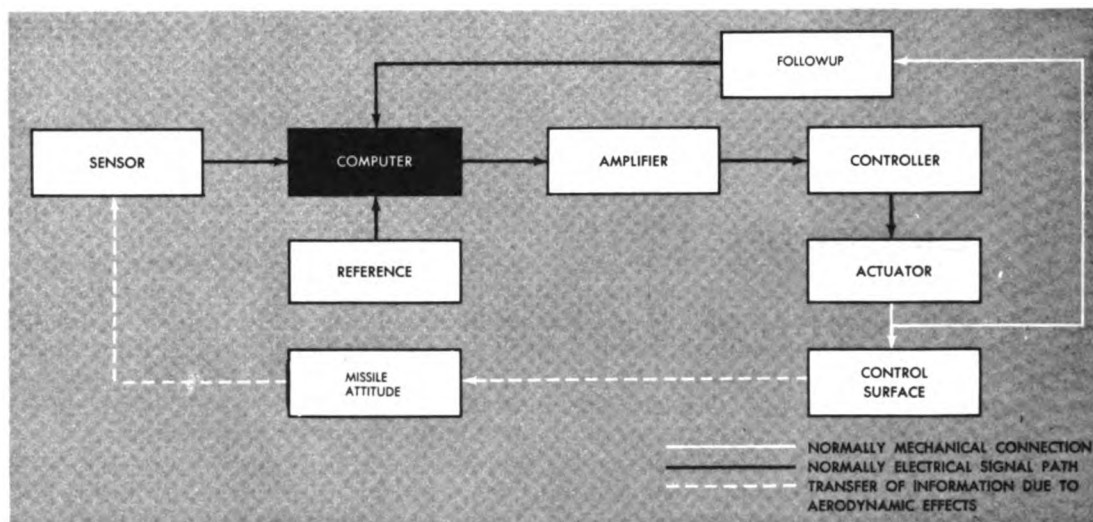 FOLLOWUP
SENSOR
COMPUTER
AMPLIFIER
CONTROLLER
REFERENCE
ACTUATOR
MISSILE
ATTITUDE
CONTROL
SURFACE
NORMALLY MECHANICAL CONNECTION
NORMALLY ELECTRICAL SIGNAL PATH
TRANSFER OF INFORMATION DUE TO
AERODYNAMIC EFFECTS